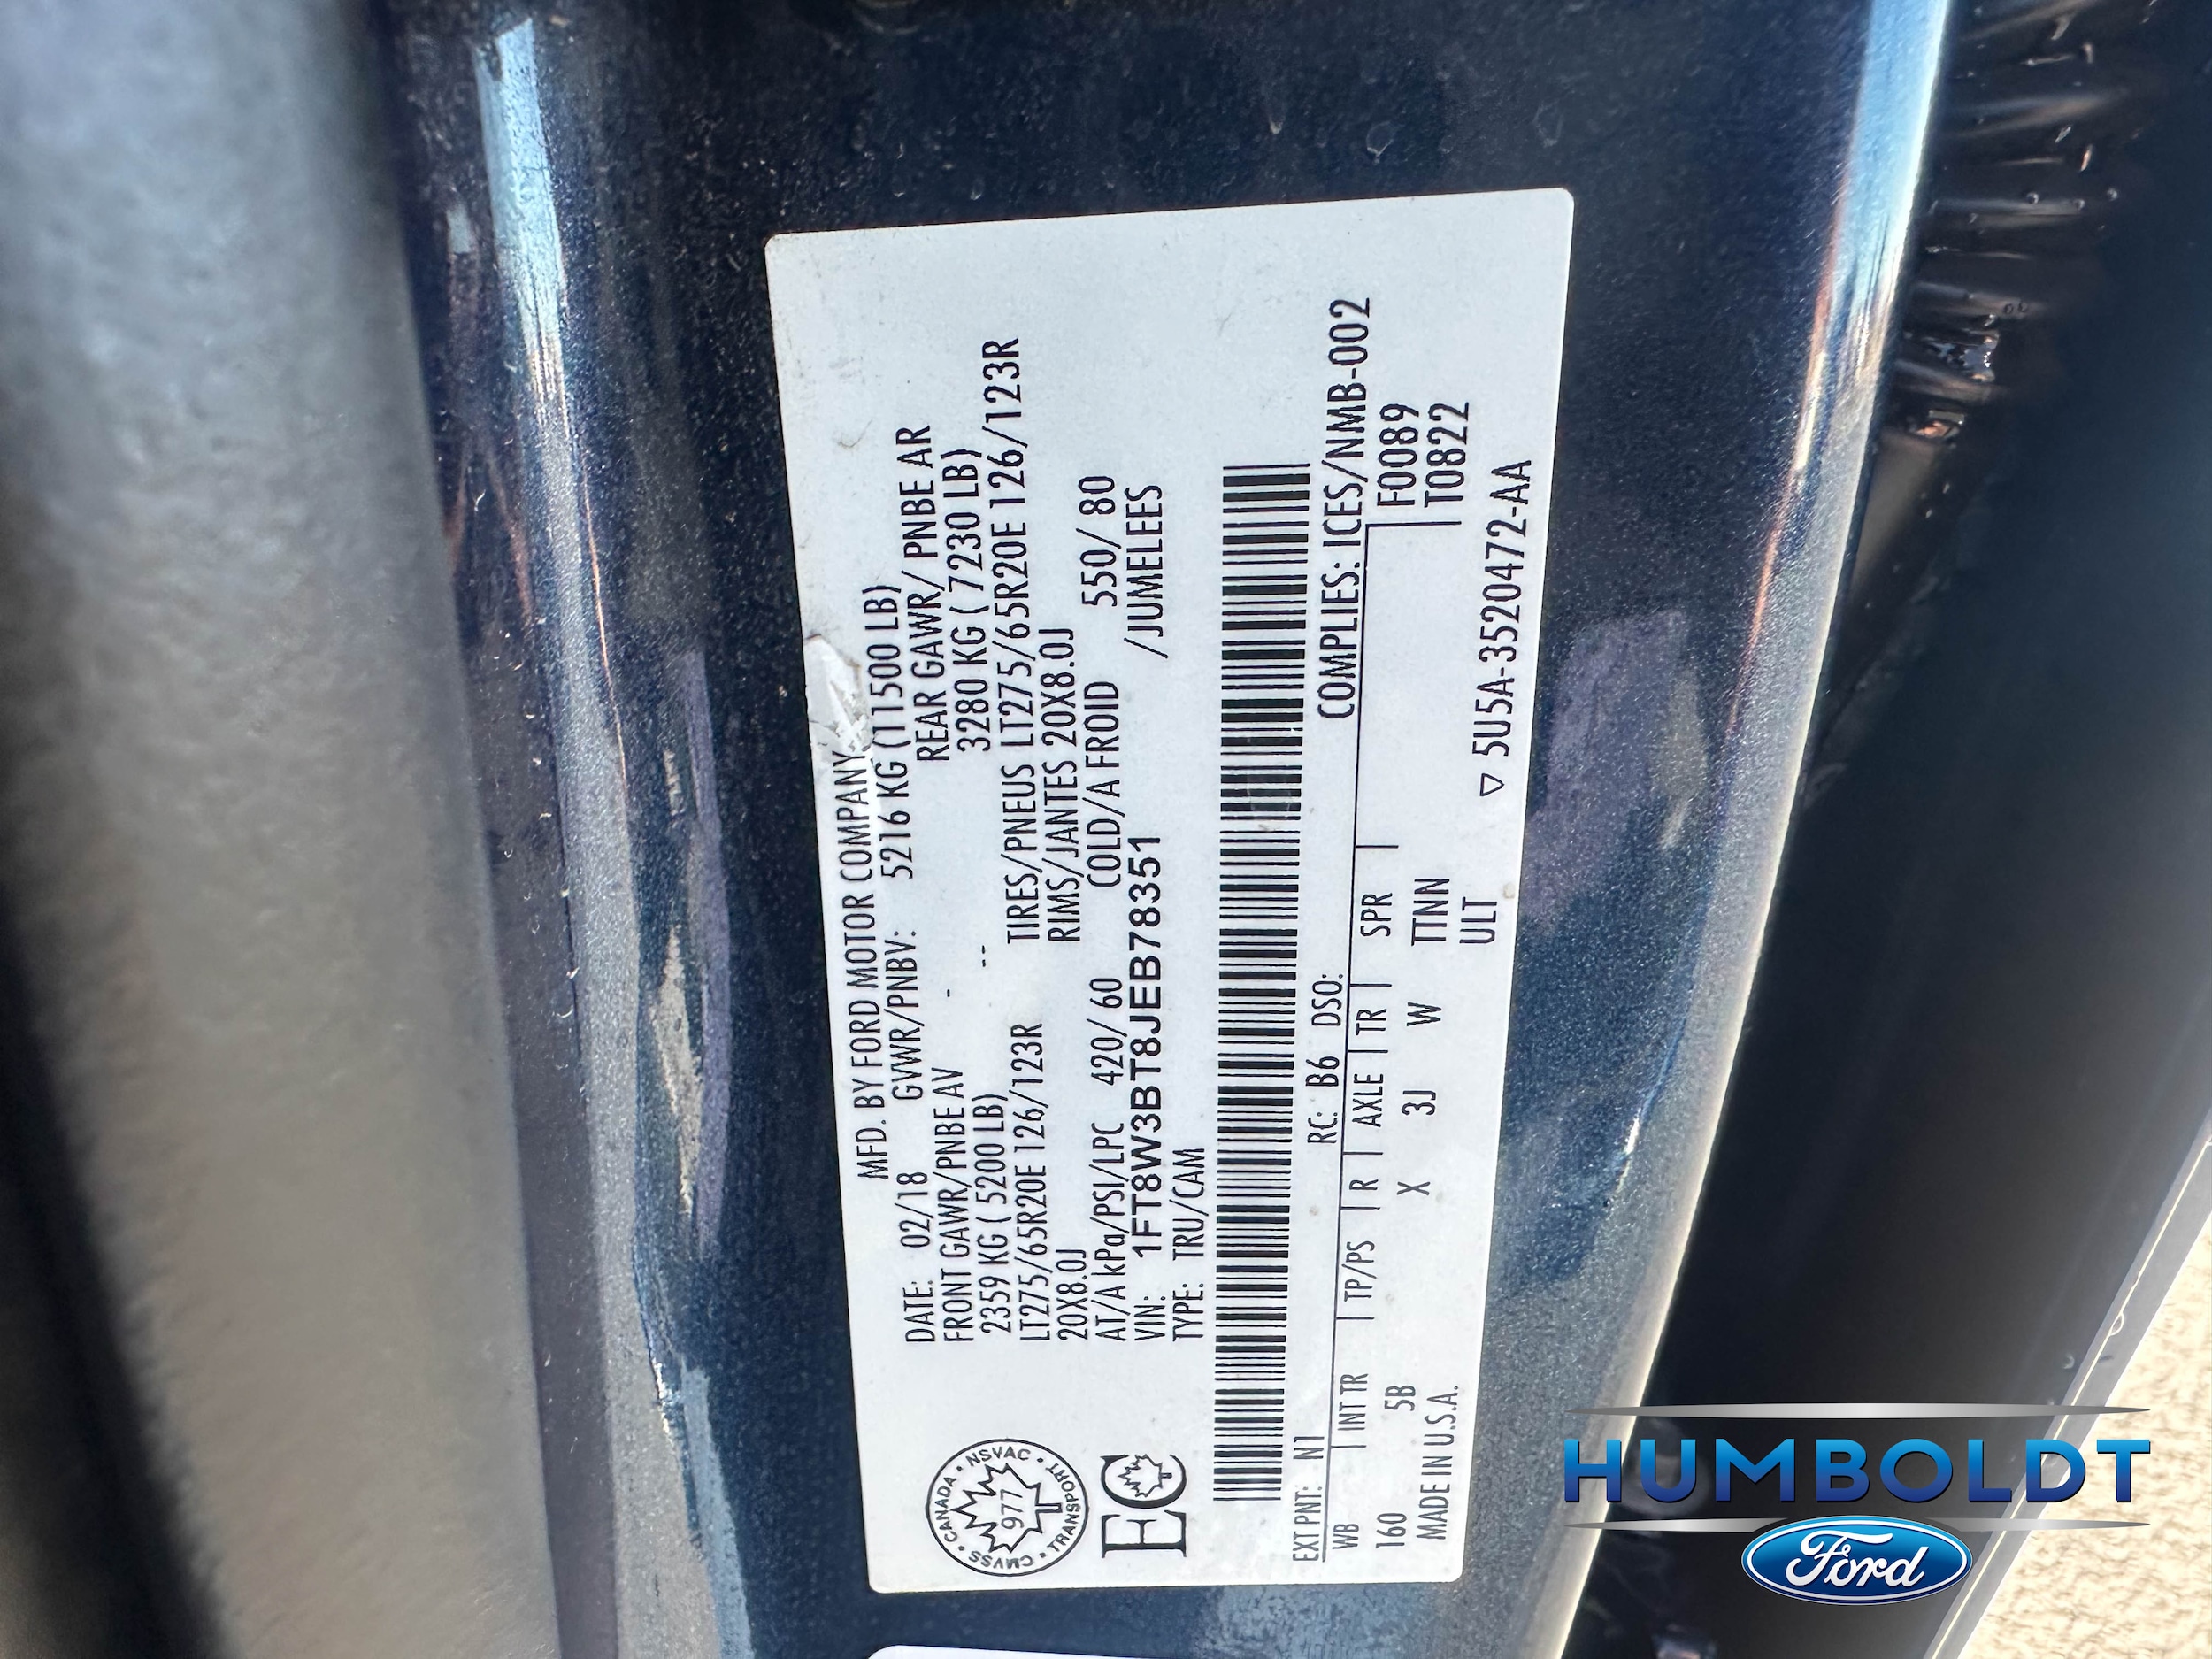 MFD. BY FORD MOTOR COMPANY
DATE: 02/18 GVWR/PNBV: 5216 KG (11500 LB)
FRONT GAWR/PNBE AV - REAR GAWR/ PNBE AR
2359 KG ( 5200 LB) -- 3280 KG ( 7230 LB)
LT275/65R20E 126/123R TIRES/PNEUS LT275/65R20E 126/123R
20X8.0J RIMS/JANTES 20X8.0J
AT/A kPa/PSI/LPC 420/ 60 COLD/A FROID 550/ 80
VIN: 1FT8W3BT8JEB78351 /JUMELEES
TYPE: TRU/CAM
CANADA • NSVAC • TRANSPORT • CMVSS •
977
EC
COMPLIES: ICES/NMB-002
EXT PNT: N1 RC: B6 DSO:
WB INT TR TP/PS R AXLE TR SPR F0089
160 5B X 3J W TTNN T0822
MADE IN U.S.A. ULT ▽ 5U5A-3520472-AA
HUMBOLDT
Ford